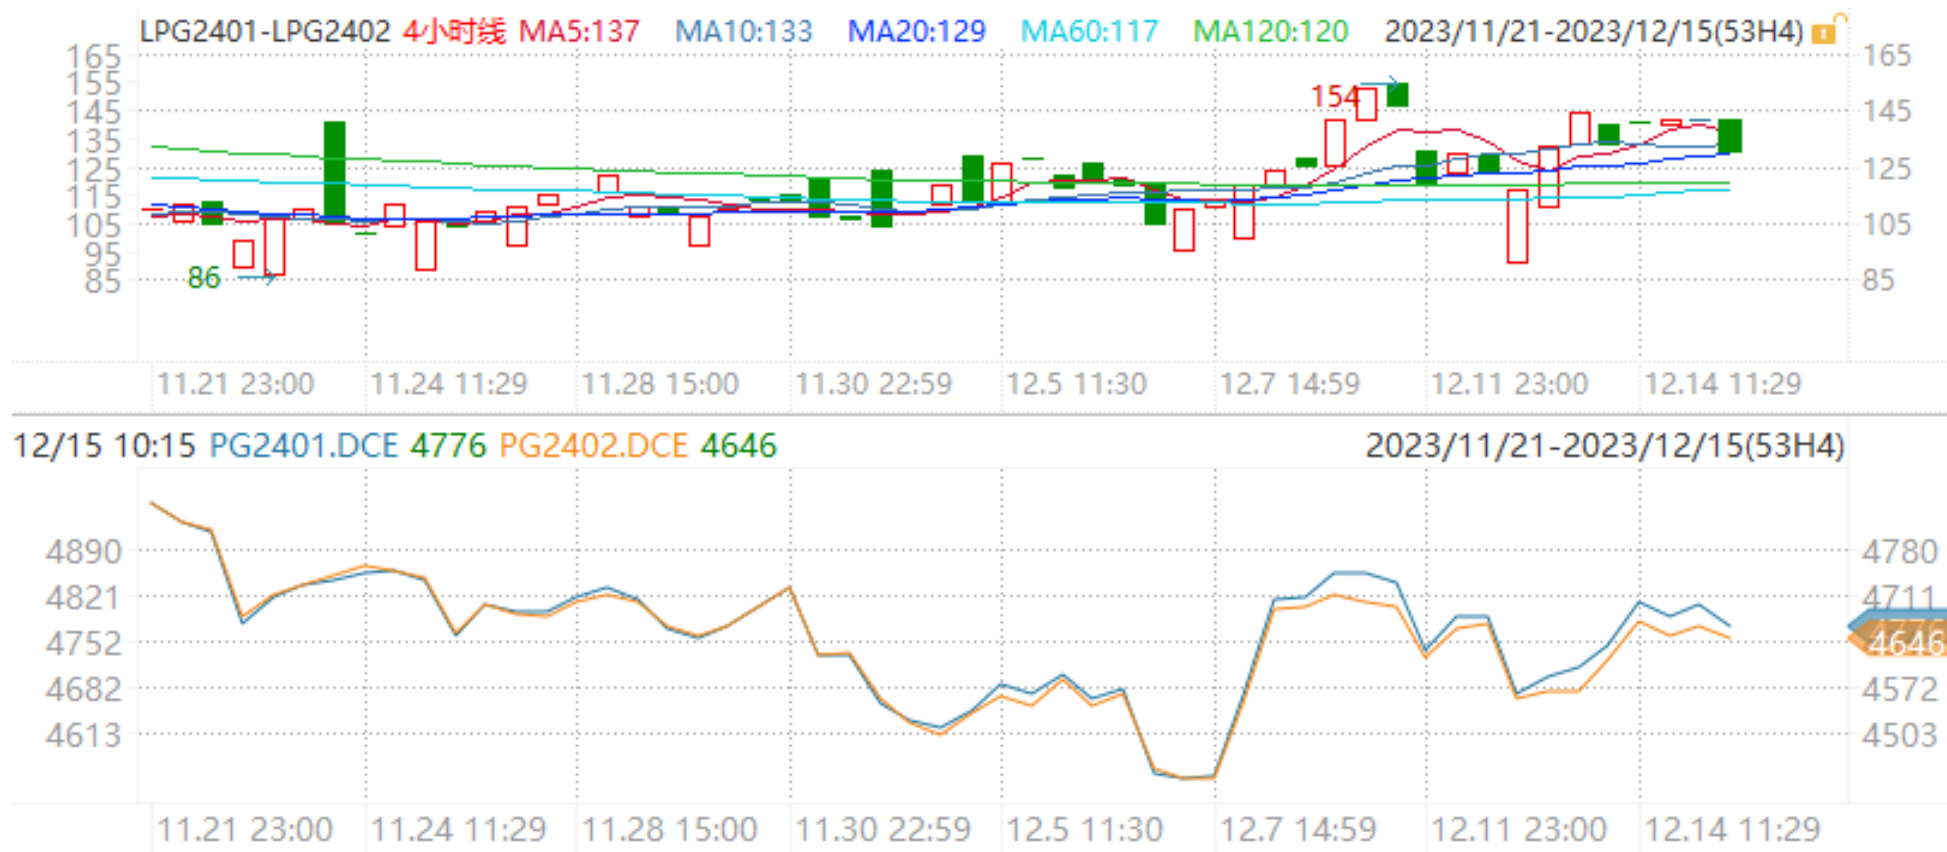 LPG2401-LPG2402 4小时线 MA5:137 MA10:133 MA20:129 MA60:117 MA120:120 2023/11/21-2023/12/15(53H4)
165 165
155
145 154 145
135
125 125
115
105 105
95
85 86 85
11.21 23:00 11.24 11:29 11.28 15:00 11.30 22:59 12.5 11:30 12.7 14:59 12.11 23:00 12.14 11:29
12/15 10:15 PG2401.DCE 4776 PG2402.DCE 4646 2023/11/21-2023/12/15(53H4)
4890 4780
4821 4711
4776
4752 4646
4682 4572
4613 4503
11.21 23:00 11.24 11:29 11.28 15:00 11.30 22:59 12.5 11:30 12.7 14:59 12.11 23:00 12.14 11:29